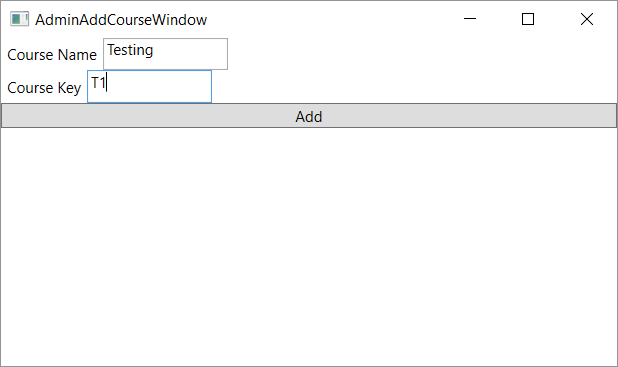 AdminAddCourseWindow
Course Name Testing
Course Key T1
Add